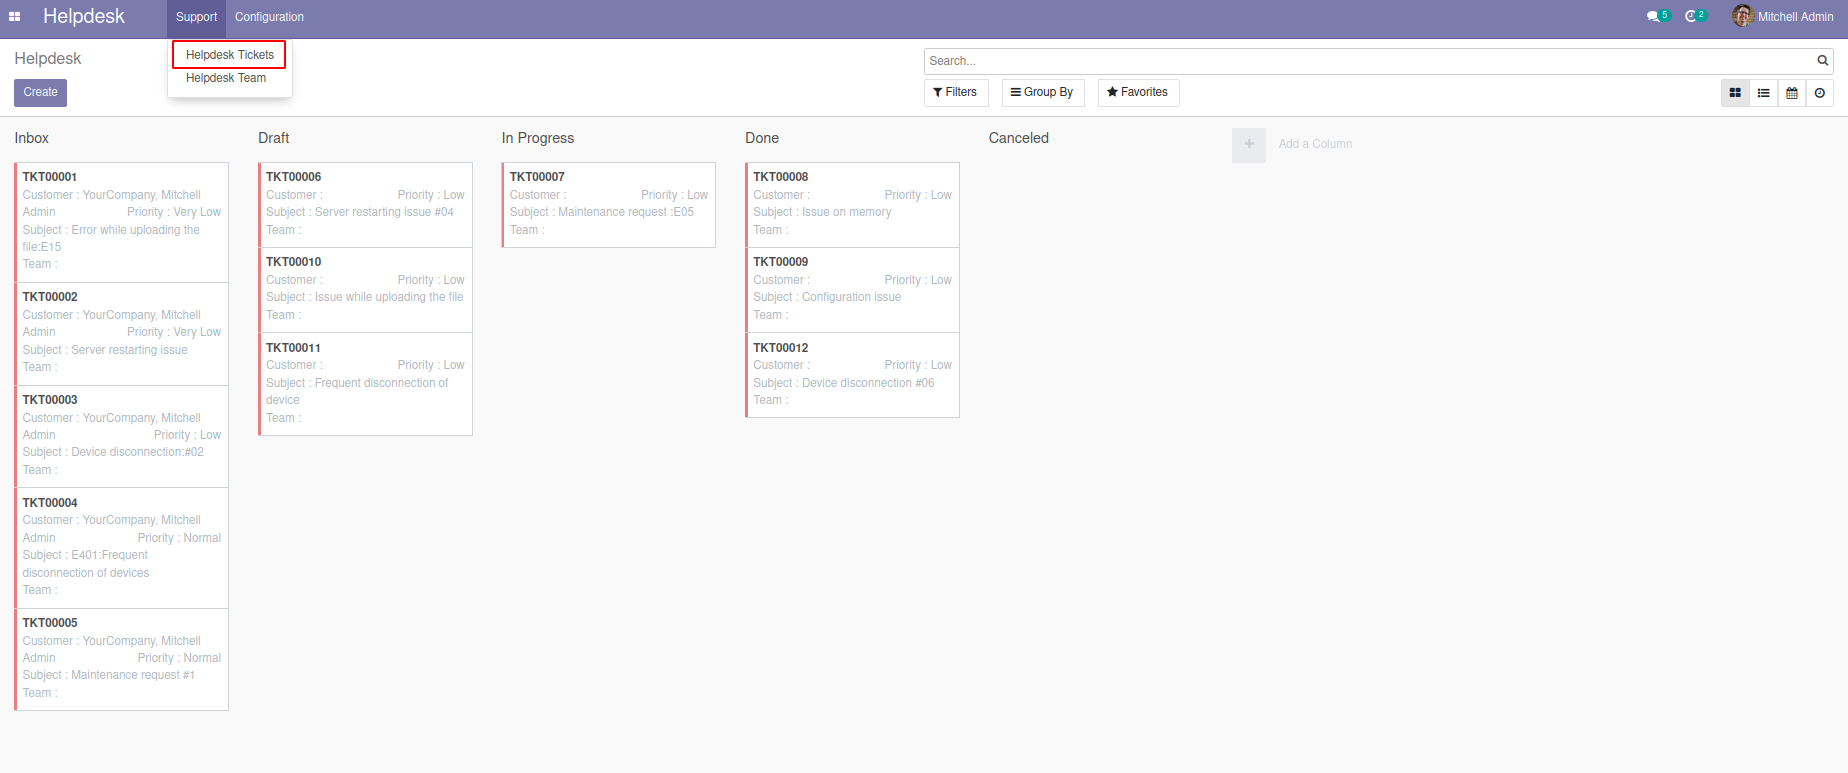 Helpdesk
Support
Configuration
5
2
Mitchell Admin
Helpdesk Tickets
Helpdesk Team
Helpdesk
Create
Search...
Filters
Group By
Favorites
Inbox
TKT00001
Customer : YourCompany, Mitchell
Admin Priority : Very Low
Subject : Error while uploading the
file:E15
Team :
TKT00002
Customer : YourCompany, Mitchell
Admin Priority : Very Low
Subject : Server restarting issue
Team :
TKT00003
Customer : YourCompany, Mitchell
Admin Priority : Low
Subject : Device disconnection:#02
Team :
TKT00004
Customer : YourCompany, Mitchell
Admin Priority : Normal
Subject : E401:Frequent
disconnection of devices
Team :
TKT00005
Customer : YourCompany, Mitchell
Admin Priority : Normal
Subject : Maintenance request #1
Team :
Draft
TKT00006
Customer : Priority : Low
Subject : Server restarting issue #04
Team :
TKT00010
Customer : Priority : Low
Subject : Issue while uploading the file
Team :
TKT00011
Customer : Priority : Low
Subject : Frequent disconnection of
device
Team :
In Progress
TKT00007
Customer : Priority : Low
Subject : Maintenance request :E05
Team :
Done
TKT00008
Customer : Priority : Low
Subject : Issue on memory
Team :
TKT00009
Customer : Priority : Low
Subject : Configuration issue
Team :
TKT00012
Customer : Priority : Low
Subject : Device disconnection #06
Team :
Canceled
Add a Column